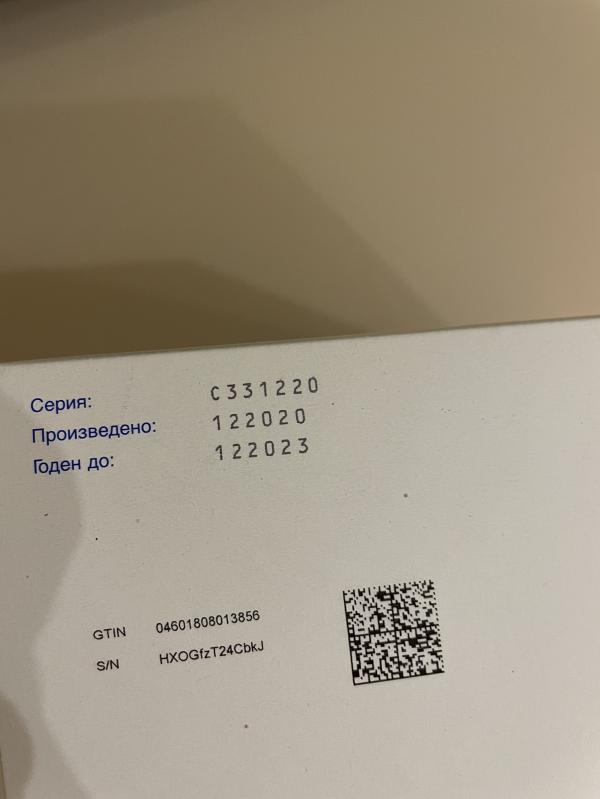 Серия: C331220
Произведено: 122020
Годен до: 122023
GTIN 04601808013856
S/N HXOGfzT24CbkJ